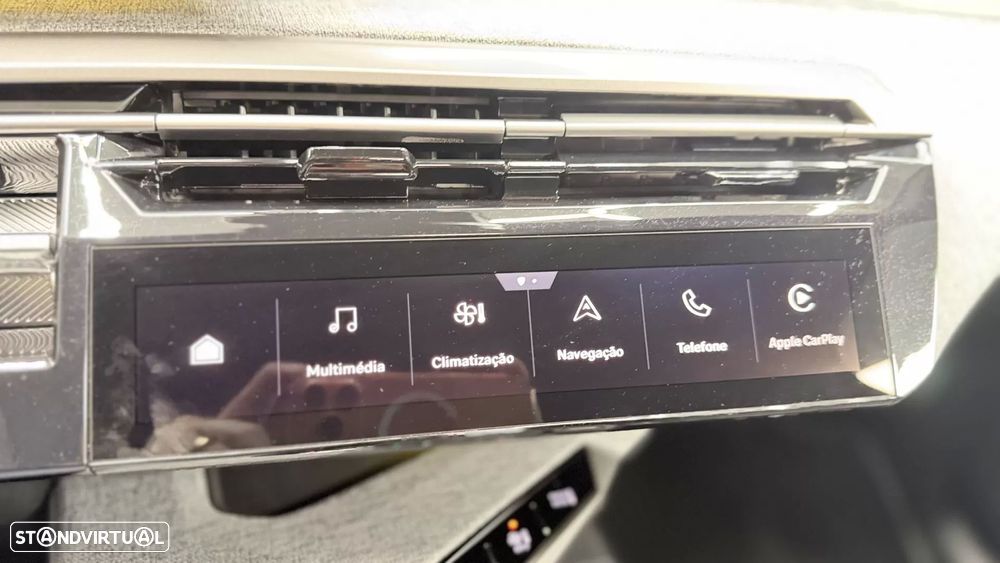 Multimédia
Climatização
Navegação
Telefone
Apple CarPlay
STANDVIRTUAL